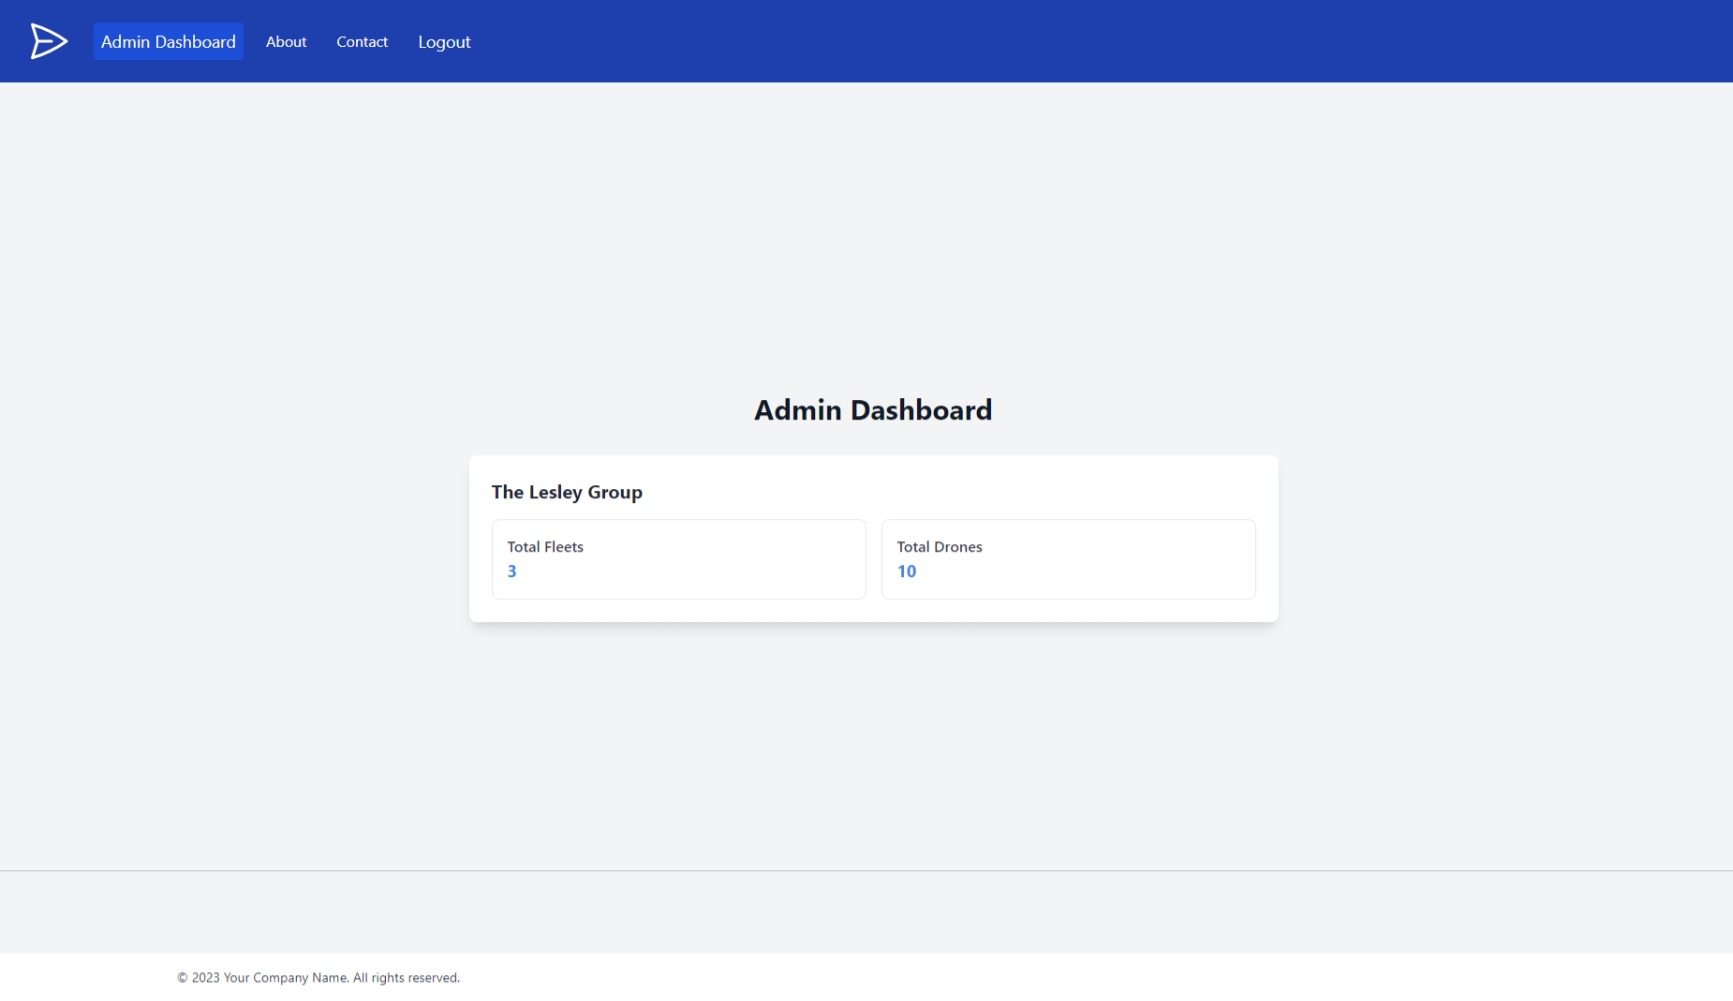 Admin Dashboard About Contact Logout
Admin Dashboard
The Lesley Group
Total Fleets
3
Total Drones
10
© 2023 Your Company Name. All rights reserved.